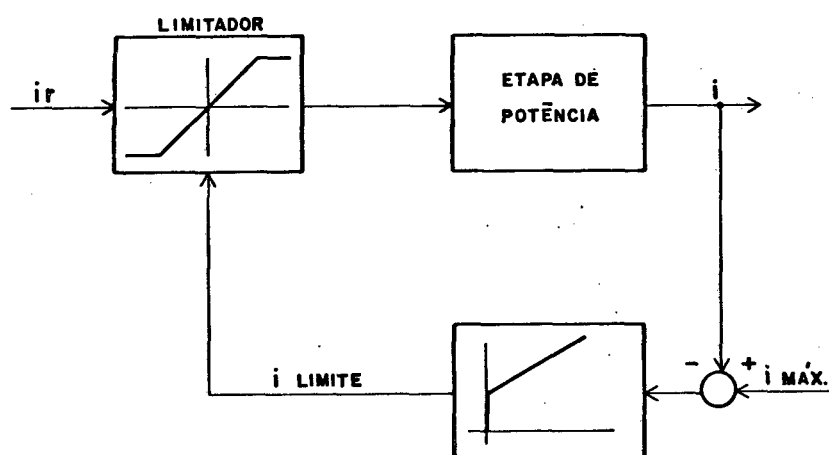 LIMITADOR
ir
ETAPA DE
POTÊNCIA
i
- +
i MÁX.
i LIMITE